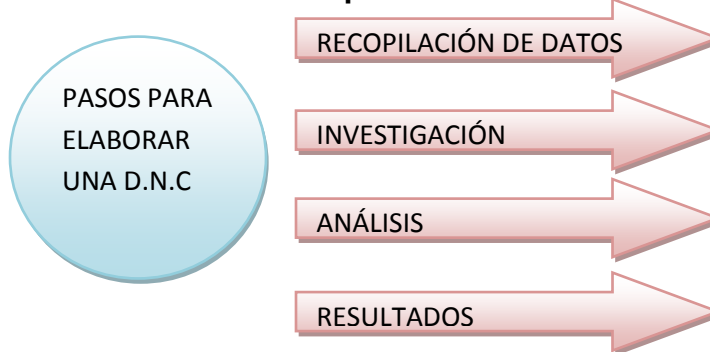 PASOS PARA
ELABORAR
UNA D.N.C
RECOPILACIÓN DE DATOS
INVESTIGACIÓN
ANÁLISIS
RESULTADOS